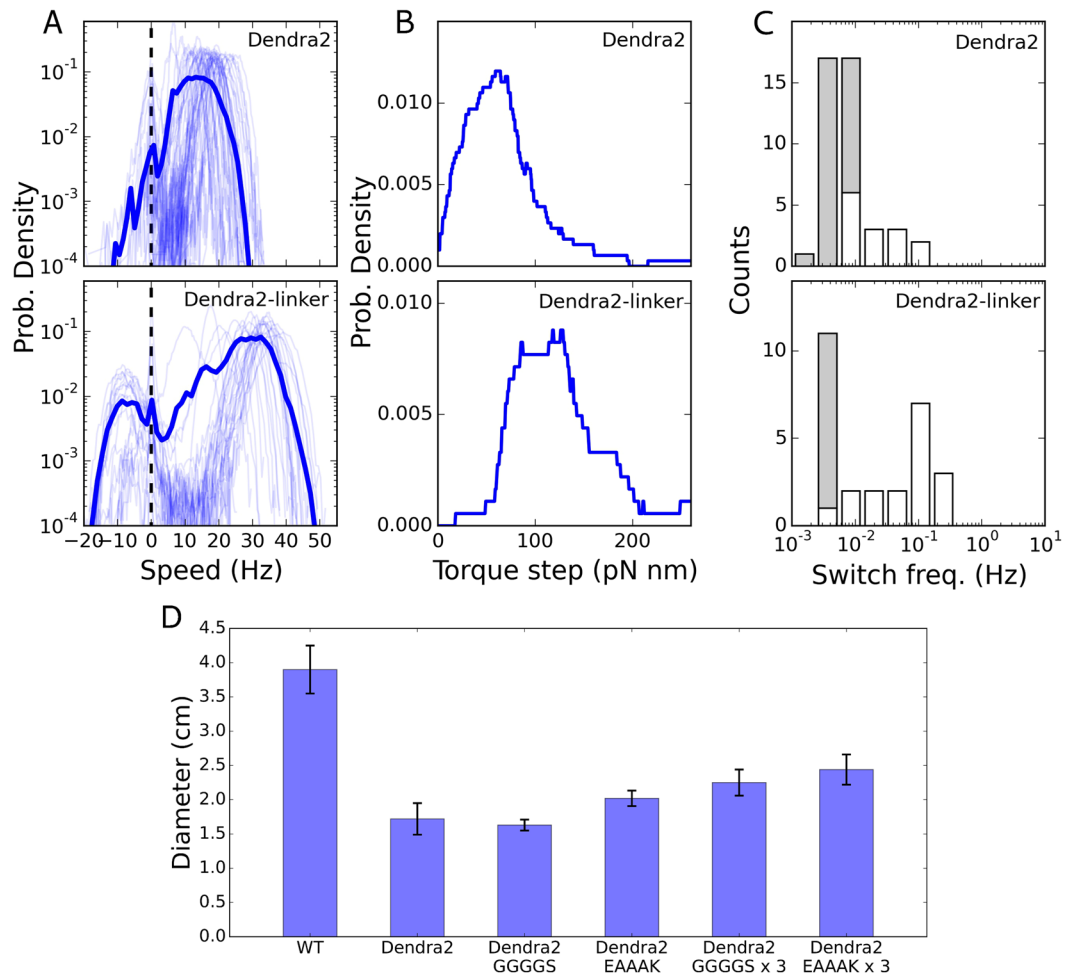 A
B
C
Dendra2
Dendra2
Dendra2
10⁻¹
10⁻²
10⁻³
10⁻⁴
0.010
0.005
0.000
15
10
5
0
Prob. Density
Prob. Density
Counts
Dendra2-linker
Dendra2-linker
Dendra2-linker
10⁻¹
10⁻²
10⁻³
10⁻⁴
0.010
0.005
0.000
10
5
0
−20 −10 0 10 20 30 40 50
0 100 200
10⁻³ 10⁻² 10⁻¹ 10⁰ 10¹
Speed (Hz)
Torque step (pN nm)
Switch freq. (Hz)
D
4.5
4.0
3.5
3.0
2.5
2.0
1.5
1.0
0.5
0.0
Diameter (cm)
WT
Dendra2
Dendra2
GGGGS
Dendra2
EAAAK
Dendra2
GGGGS x 3
Dendra2
EAAAK x 3